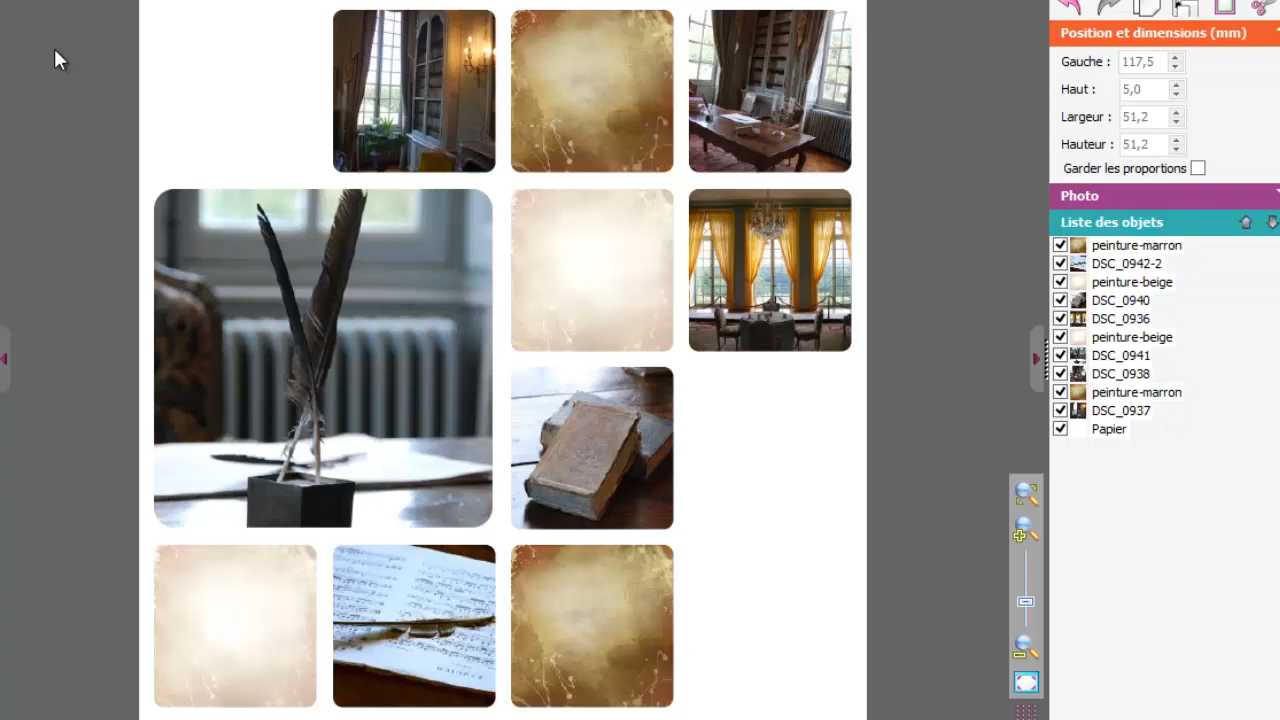 Position et dimensions (mm)
Gauche : 117,5
Haut : 5,0
Largeur : 51,2
Hauteur : 51,2
Garder les proportions
Photo
Liste des objets
peinture-marron
DSC_0942-2
peinture-beige
DSC_0940
DSC_0936
peinture-beige
DSC_0941
DSC_0938
peinture-marron
DSC_0937
Papier